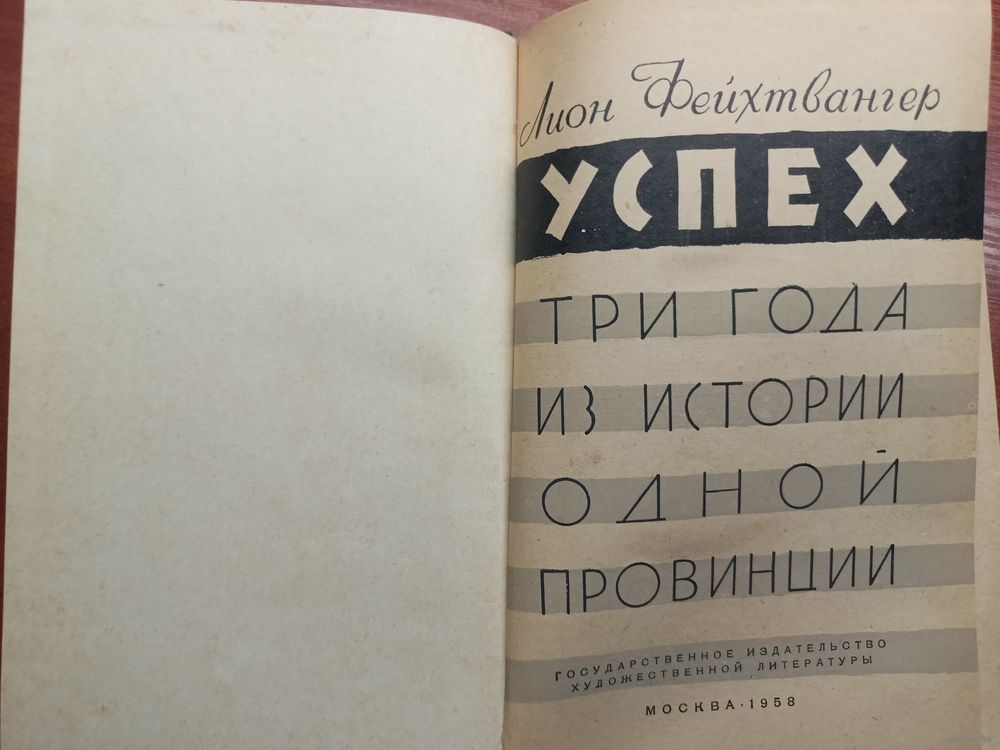 Лион Фейхтвангер
УСПЕХ
ТРИ ГОДА
ИЗ ИСТОРИИ
ОДНОЙ
ПРОВИНЦИИ
ГОСУДАРСТВЕННОЕ ИЗДАТЕЛЬСТВО
ХУДОЖЕСТВЕННОЙ ЛИТЕРАТУРЫ
МОСКВА · 1958